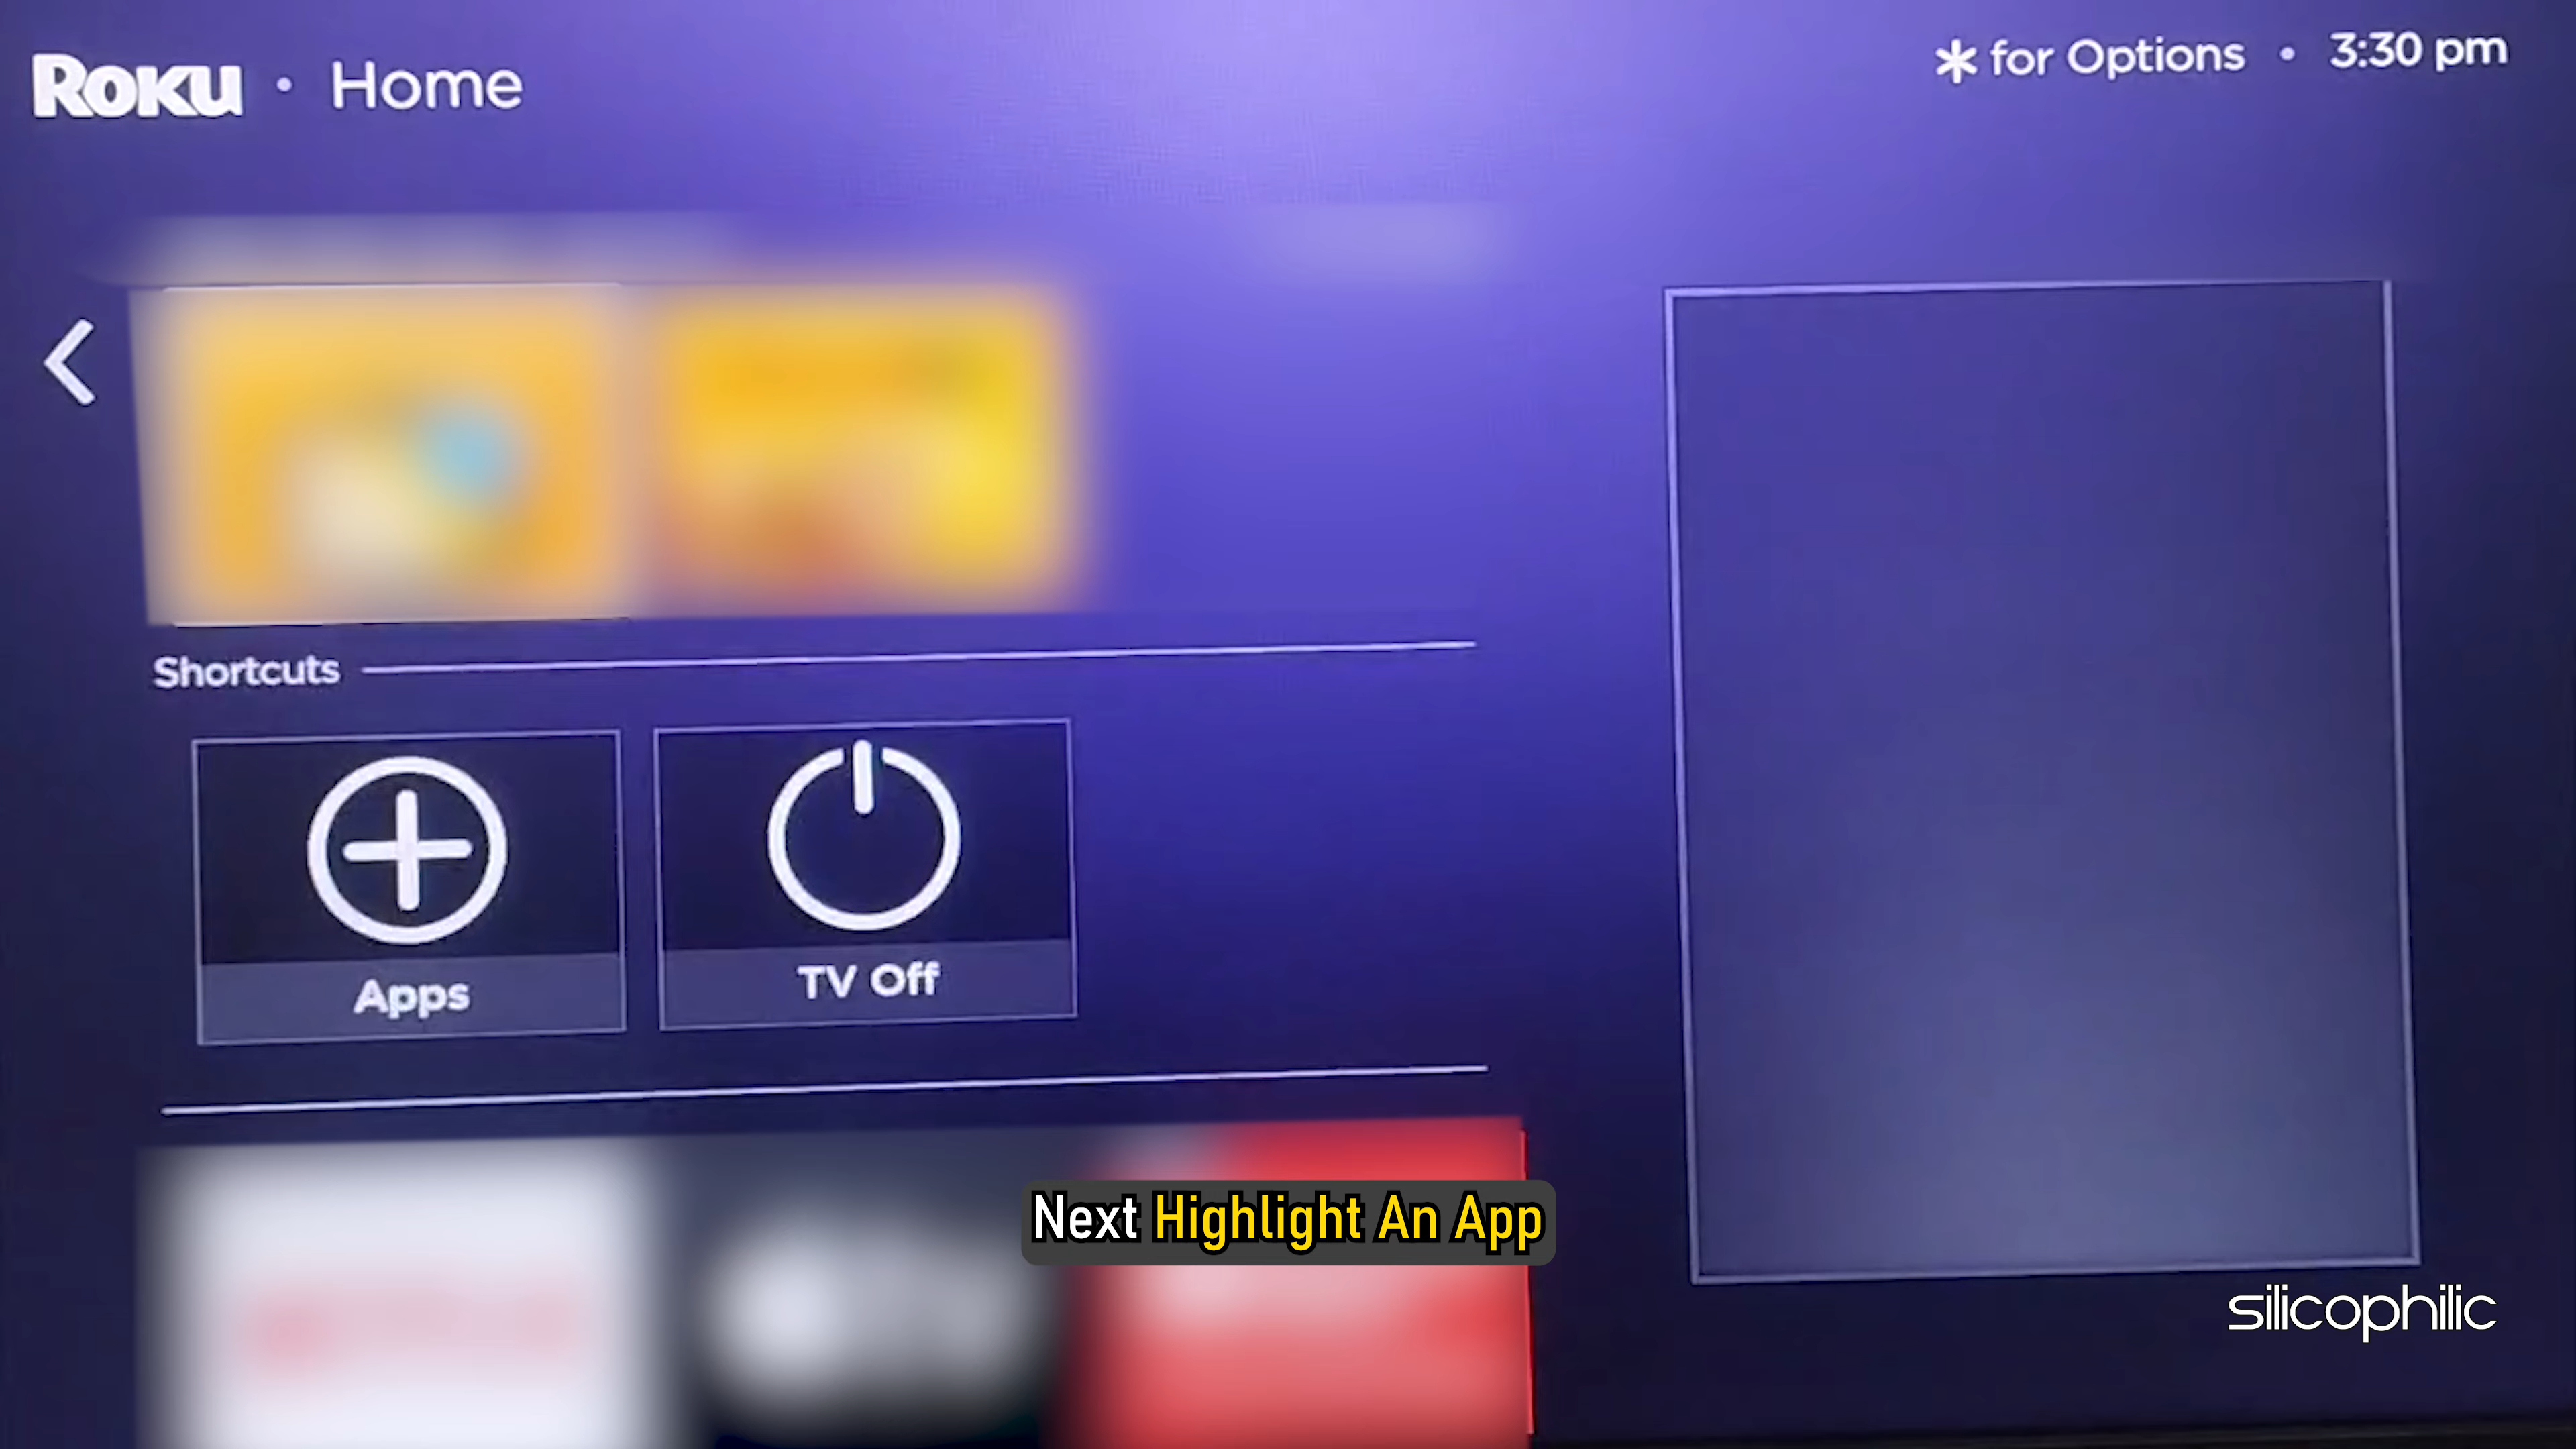 Roku • Home
* for Options • 3:30 pm
Shortcuts
Apps
TV Off
Next Highlight An App
silicophilic